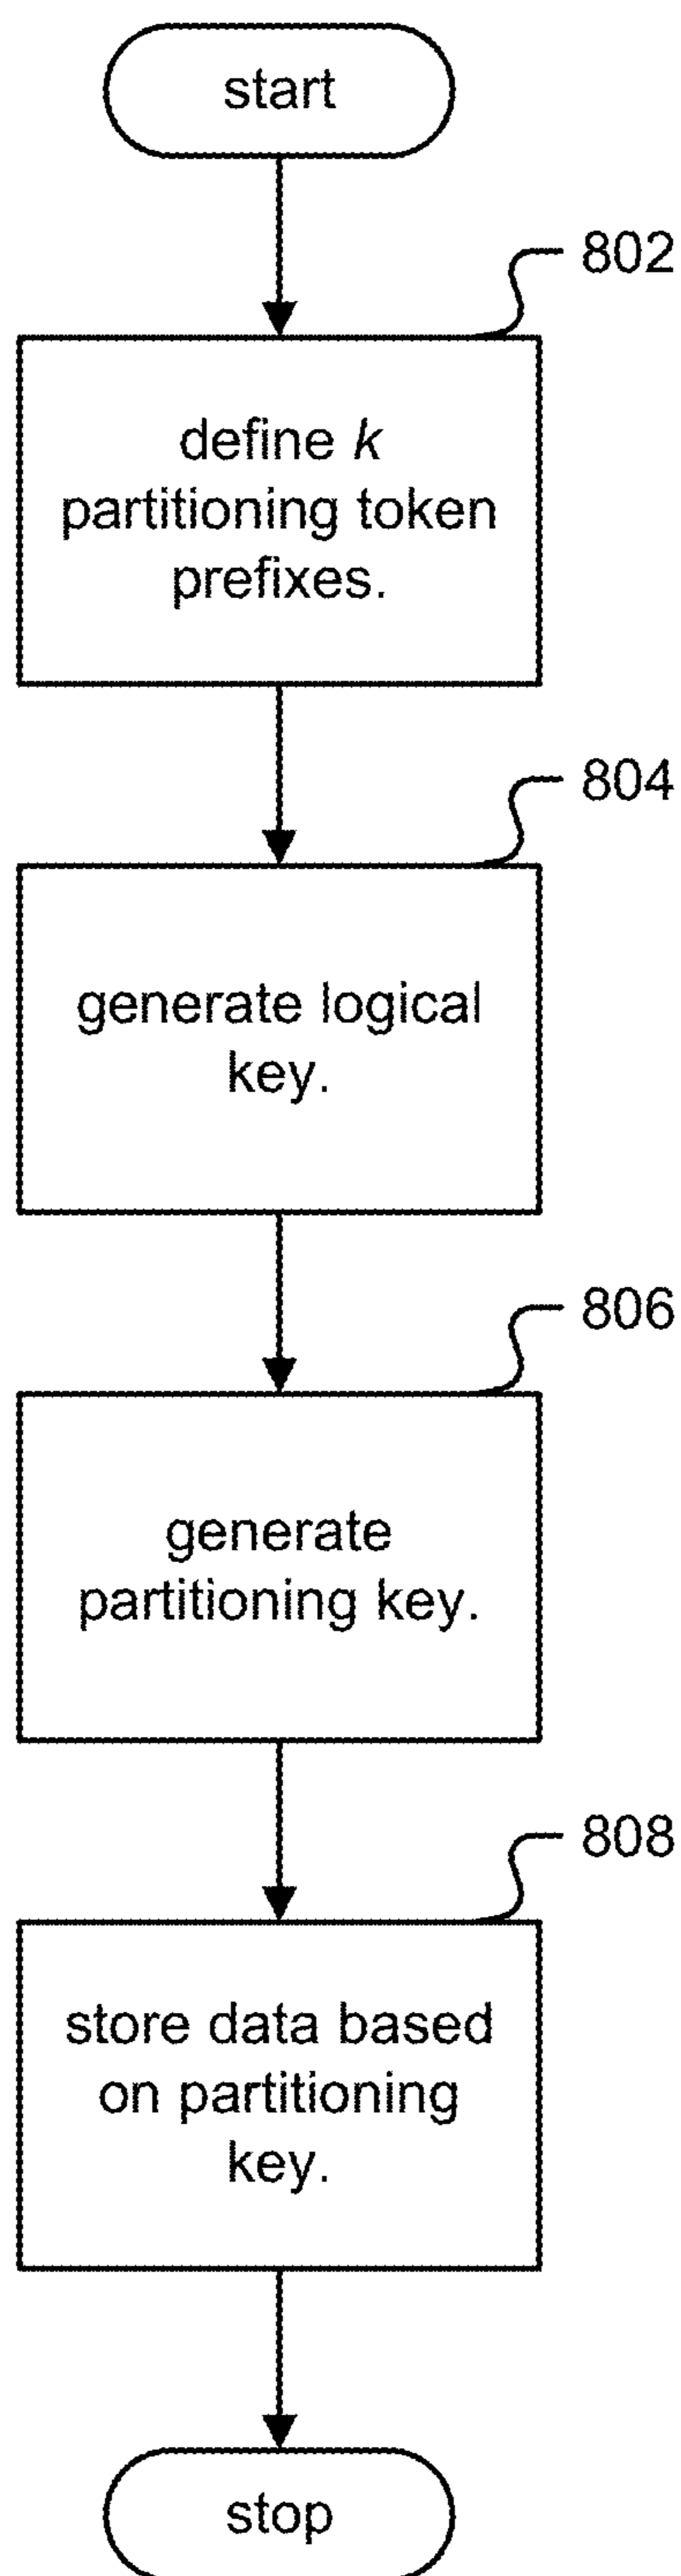 start
802
define k
partitioning token
prefixes.
804
generate logical
key.
806
generate
partitioning key.
808
store data based
on partitioning
key.
stop